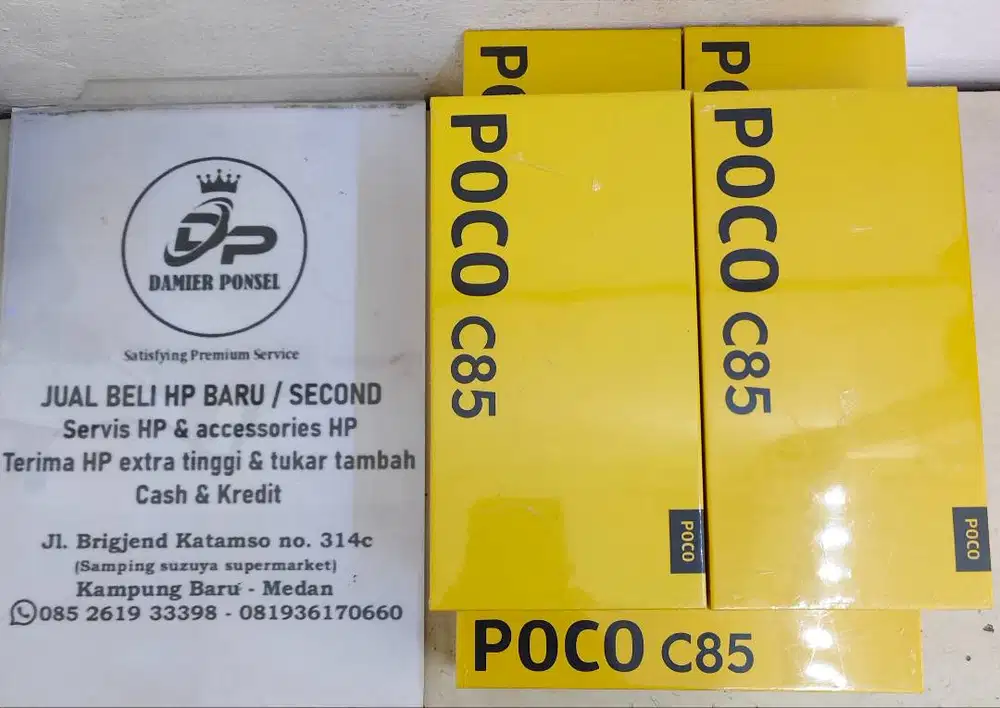 DP
DAMIER PONSEL
Satisfying Premium Service
JUAL BELI HP BARU / SECOND
Servis HP & accessories HP
Terima HP extra tinggi & tukar tambah
Cash & Kredit
Jl. Brigjend Katamso no. 314c
(Samping suzuya supermarket)
Kampung Baru - Medan
085 2619 33398 - 081936170660
POC
POC
POCO C85
POCO
POCO C85
POCO
POCO C85